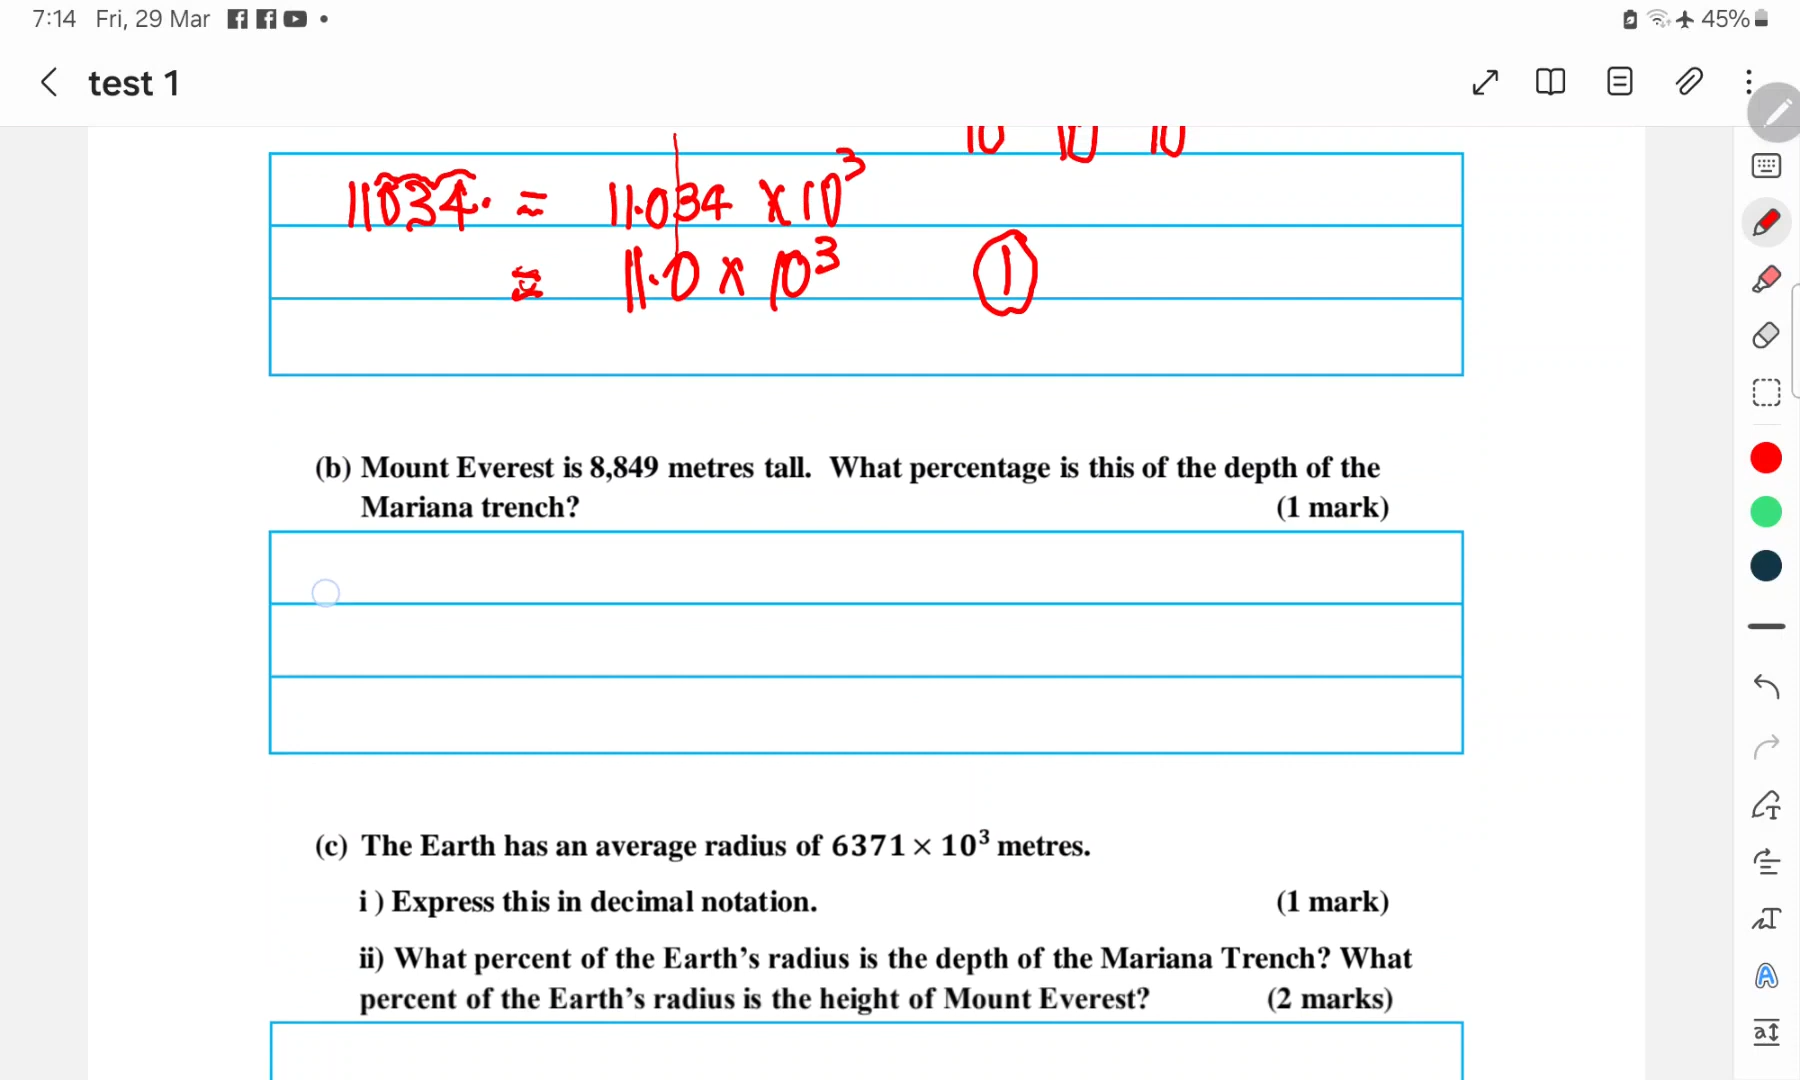 7:14 Fri, 29 Mar 45%
test 1
10 10 10
11034. = 11.034 × 10³
≈ 11.0 × 10³ ①
(b) Mount Everest is 8,849 metres tall. What percentage is this of the depth of the
Mariana trench? (1 mark)
(c) The Earth has an average radius of 6371 × 10³ metres.
i ) Express this in decimal notation. (1 mark)
ii) What percent of the Earth’s radius is the depth of the Mariana Trench? What
percent of the Earth’s radius is the height of Mount Everest? (2 marks)